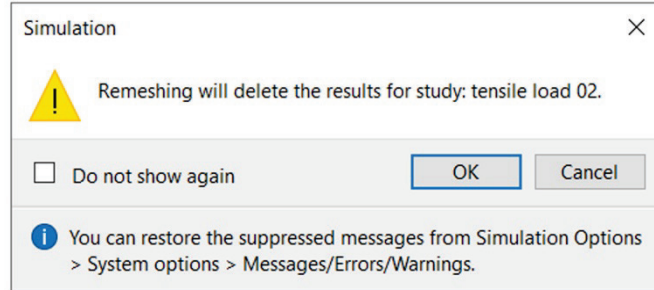 Simulation
Remeshing will delete the results for study: tensile load 02.
Do not show again
OK
Cancel
You can restore the suppressed messages from Simulation Options
> System options > Messages/Errors/Warnings.